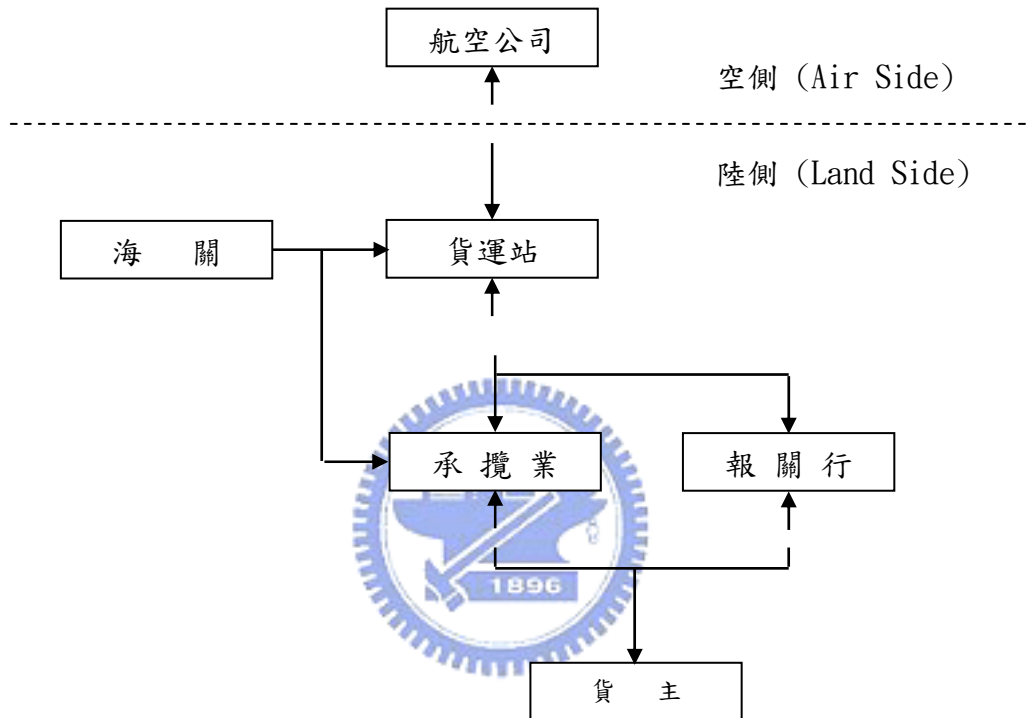 航空公司
空側 (Air Side)
陸側 (Land Side)
海 關
貨運站
承 攬 業
報 關 行
1896
貨 主